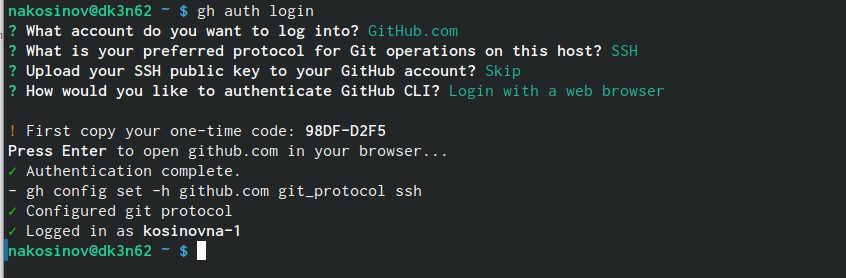 nakosinov@dk3n62 ~ $ gh auth login
? What account do you want to log into? GitHub.com
? What is your preferred protocol for Git operations on this host? SSH
? Upload your SSH public key to your GitHub account? Skip
? How would you like to authenticate GitHub CLI? Login with a web browser
! First copy your one-time code: 98DF-D2F5
Press Enter to open github.com in your browser...
✓ Authentication complete.
- gh config set -h github.com git_protocol ssh
✓ Configured git protocol
✓ Logged in as kosinovna-1
nakosinov@dk3n62 ~ $